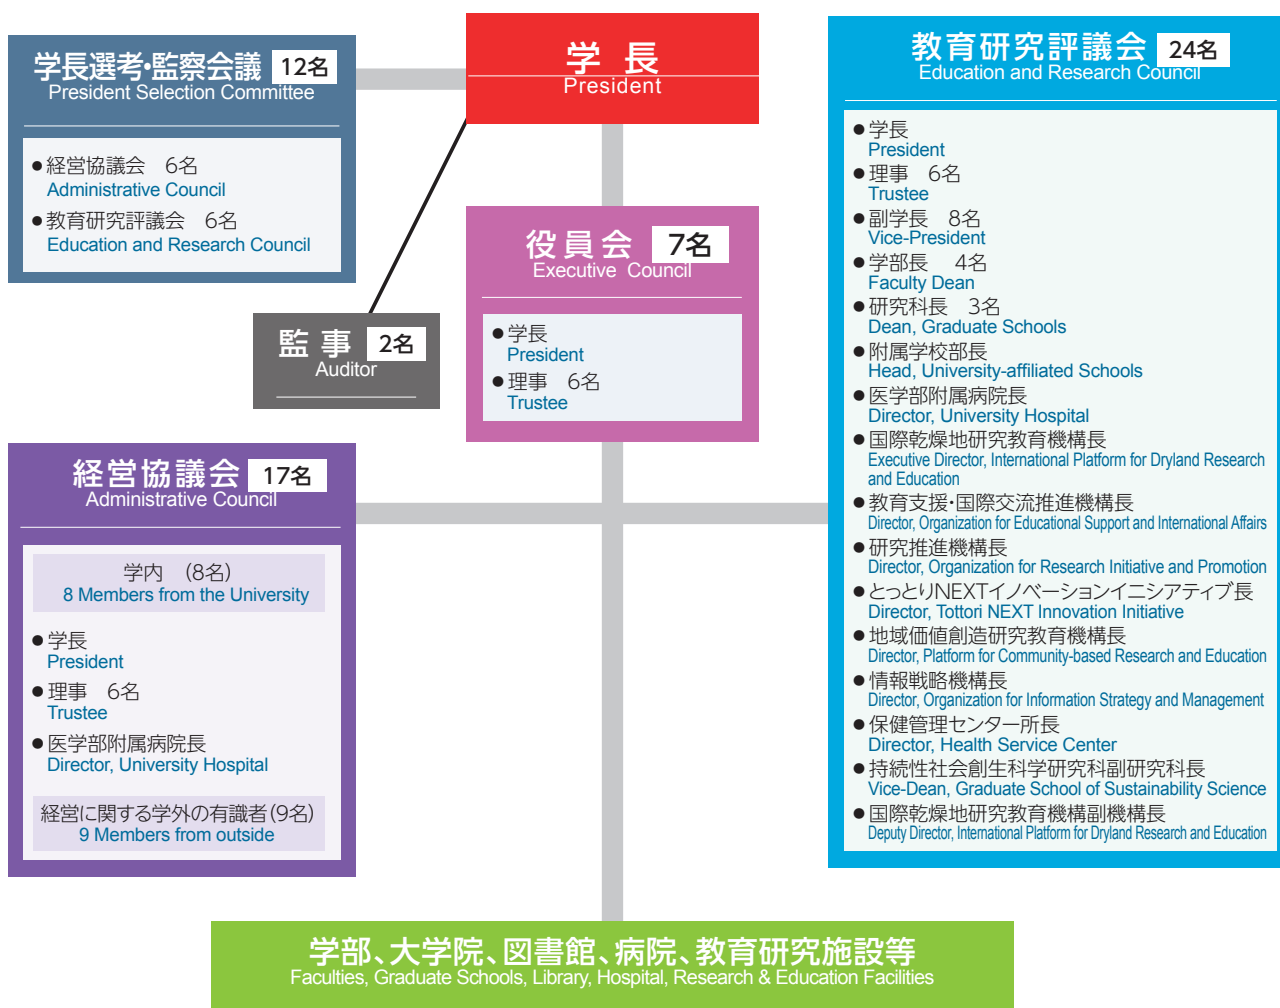 学長選考・監察会議 12名
President Selection Committee
● 経営協議会　6名
Administrative Council
● 教育研究評議会　6名
Education and Research Council
学 長
President
監 事 2名
Auditor
役員会 7名
Executive Council
● 学長
President
● 理事　6名
Trustee
経営協議会 17名
Administrative Council
学内　(8名)
8 Members from the University
● 学長
President
● 理事　6名
Trustee
● 医学部附属病院長
Director, University Hospital
経営に関する学外の有識者(9名)
9 Members from outside
教育研究評議会 24名
Education and Research Council
● 学長
President
● 理事　6名
Trustee
● 副学長　8名
Vice-President
● 学部長　4名
Faculty Dean
● 研究科長　3名
Dean, Graduate Schools
● 附属学校部長
Head, University-affiliated Schools
● 医学部附属病院長
Director, University Hospital
● 国際乾燥地研究教育機構長
Executive Director, International Platform for Dryland Research
and Education
● 教育支援・国際交流推進機構長
Director, Organization for Educational Support and International Affairs
● 研究推進機構長
Director, Organization for Research Initiative and Promotion
● とっとりNEXTイノベーションイニシアティブ長
Director, Tottori NEXT Innovation Initiative
● 地域価値創造研究教育機構長
Director, Platform for Community-based Research and Education
● 情報戦略機構長
Director, Organization for Information Strategy and Management
● 保健管理センター所長
Director, Health Service Center
● 持続性社会創生科学研究科副研究科長
Vice-Dean, Graduate School of Sustainability Science
● 国際乾燥地研究教育機構副機構長
Deputy Director, International Platform for Dryland Research and Education
学部、大学院、図書館、病院、教育研究施設等
Faculties, Graduate Schools, Library, Hospital, Research & Education Facilities